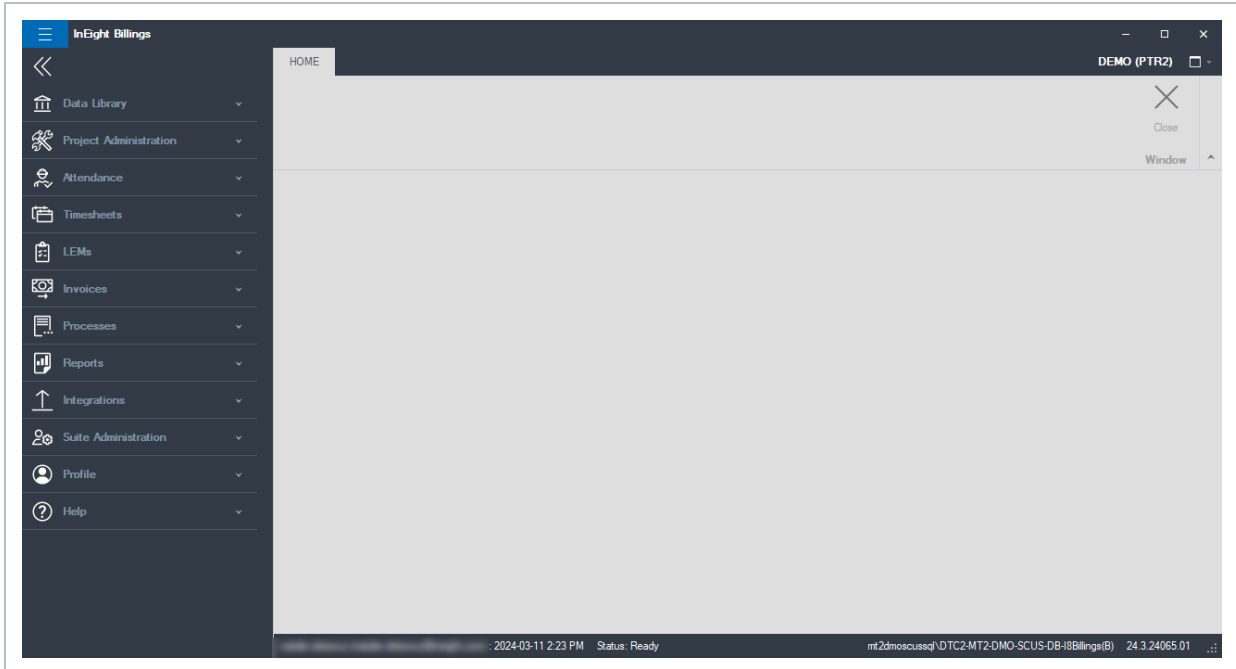 InEight Billings
HOME
DEMO (PTR2)
Data Library
Close
Project Administration
Window
Attendance
Timesheets
LEMs
Invoices
Processes
Reports
Integrations
Suite Administration
Profile
Help
: 2024-03-11 2:23 PM Status: Ready mt2dmoscussql\DTC2-MT2-DMO-SCUS-DB-I8Billings(B) 24.3.24065.01